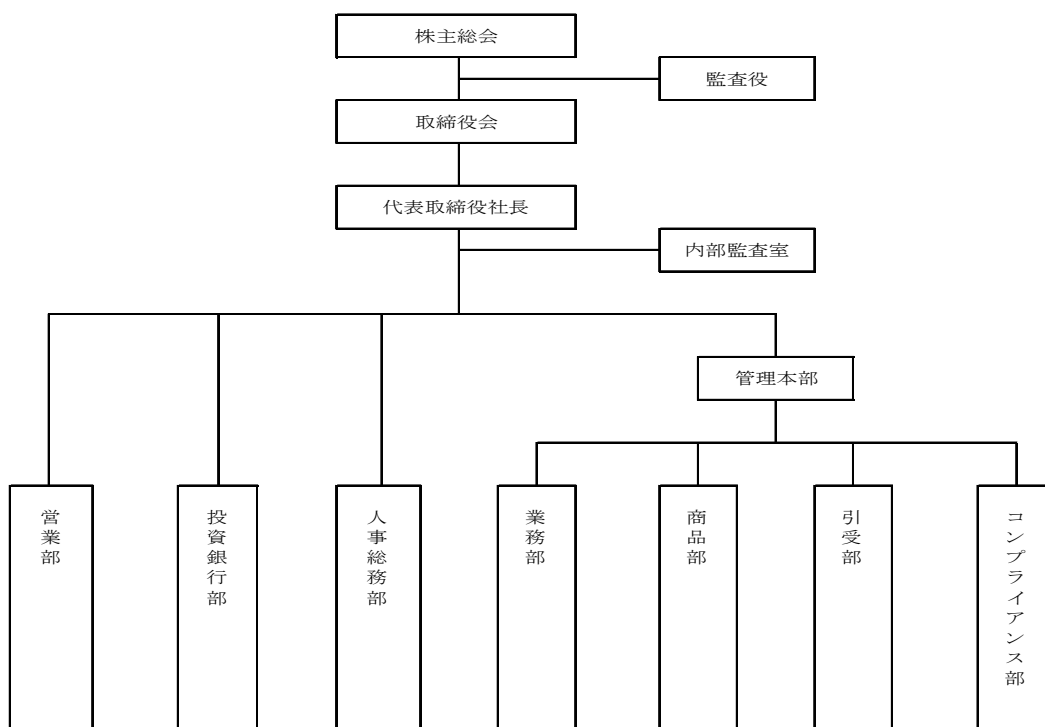 株主総会
監査役
取締役会
代表取締役社長
内部監査室
管理本部
営業部
投資銀行部
人事総務部
業務部
商品部
引受部
コンプライアンス部